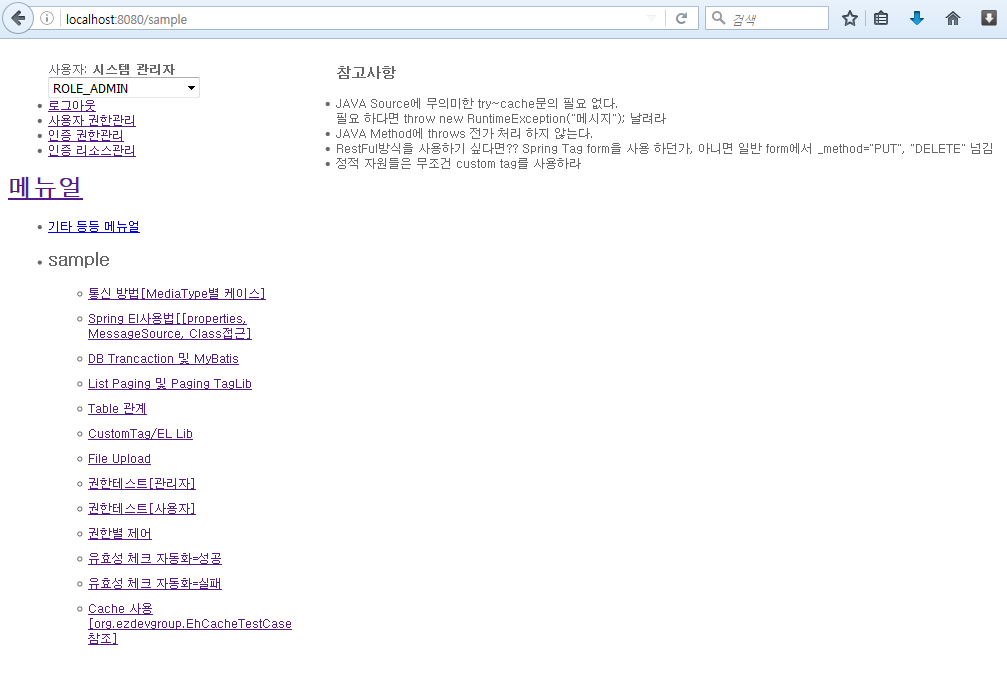 localhost:8080/sample
검색
사용자: 시스템 관리자
ROLE_ADMIN
로그아웃
사용자 권한관리
인증 권한관리
인증 리소스관리
메뉴얼
기타 등등 메뉴얼
sample
통신 방법[MediaType별 케이스]
Spring El사용법[[properties,
MessageSource, Class접근]
DB Trancaction 및 MyBatis
List Paging 및 Paging TagLib
Table 관계
CustomTag/EL Lib
File Upload
권한테스트[관리자]
권한테스트[사용자]
권한별 제어
유효성 체크 자동화=성공
유효성 체크 자동화=실패
Cache 사용
[org.ezdevgroup.EhCacheTestCase
참조]
참고사항
JAVA Source에 무의미한 try~cache문의 필요 없다.
필요 하다면 throw new RuntimeException("메시지"); 날려라
JAVA Method에 throws 전가 처리 하지 않는다.
RestFul방식을 사용하기 싶다면?? Spring Tag form을 사용 하던가, 아니면 일반 form에서 _method="PUT", "DELETE" 넘김
정적 자원들은 무조건 custom tag를 사용하라